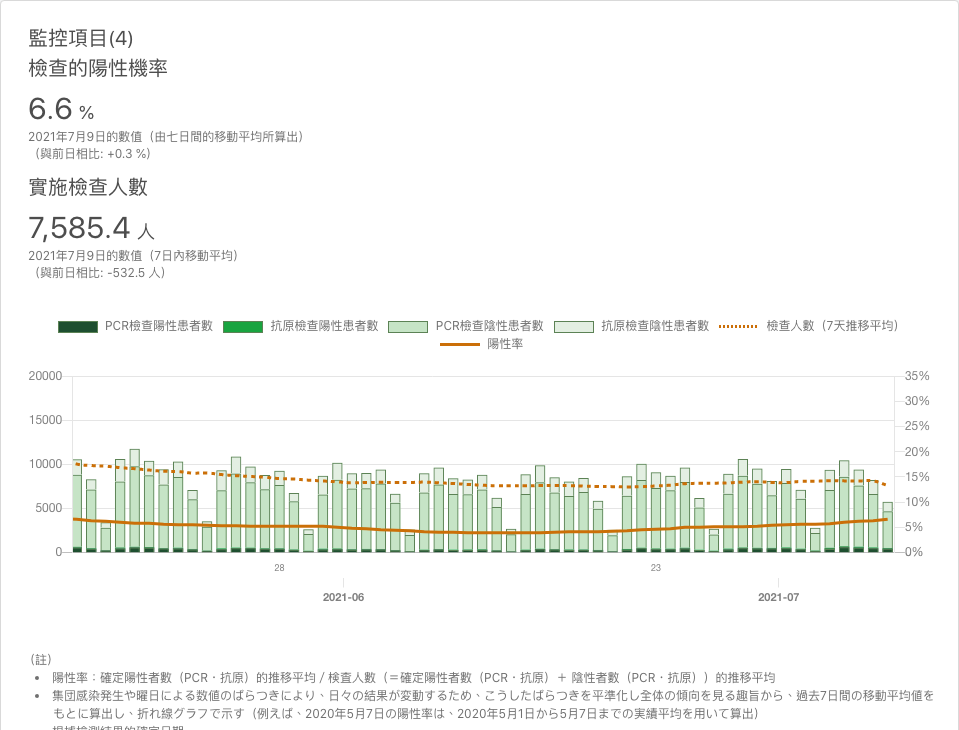 監控項目(4)
檢查的陽性機率
6.6 %
2021年7月9日的數值（由七日間的移動平均所算出）
（與前日相比: +0.3 %)
實施檢查人數
7,585.4 人
2021年7月9日的數值（7日內移動平均）
（與前日相比: -532.5 人）
PCR檢查陽性患者數 抗原檢查陽性患者數 PCR檢查陰性患者數 抗原檢查陰性患者數 檢查人數（7天推移平均）
陽性率
20000 35%
30%
15000 25%
20%
10000 15%
10%
5000 5%
0 0%
28 23
2021-06 2021-07
（註）
• 陽性率：確定陽性者數（PCR・抗原）的推移平均 / 検査人數（＝確定陽性者數（PCR・抗原）＋ 陰性者數（PCR・抗原））的推移平均
• 集団感染発生や曜日による数値のばらつきにより、日々の結果が変動するため、こうしたばらつきを平準化し全体の傾向を見る趣旨から、過去7日間の移動平均値を
もとに算出し、折れ線グラフで示す（例えば、2020年5月7日の陽性率は、2020年5月1日から5月7日までの実績平均を用いて算出）